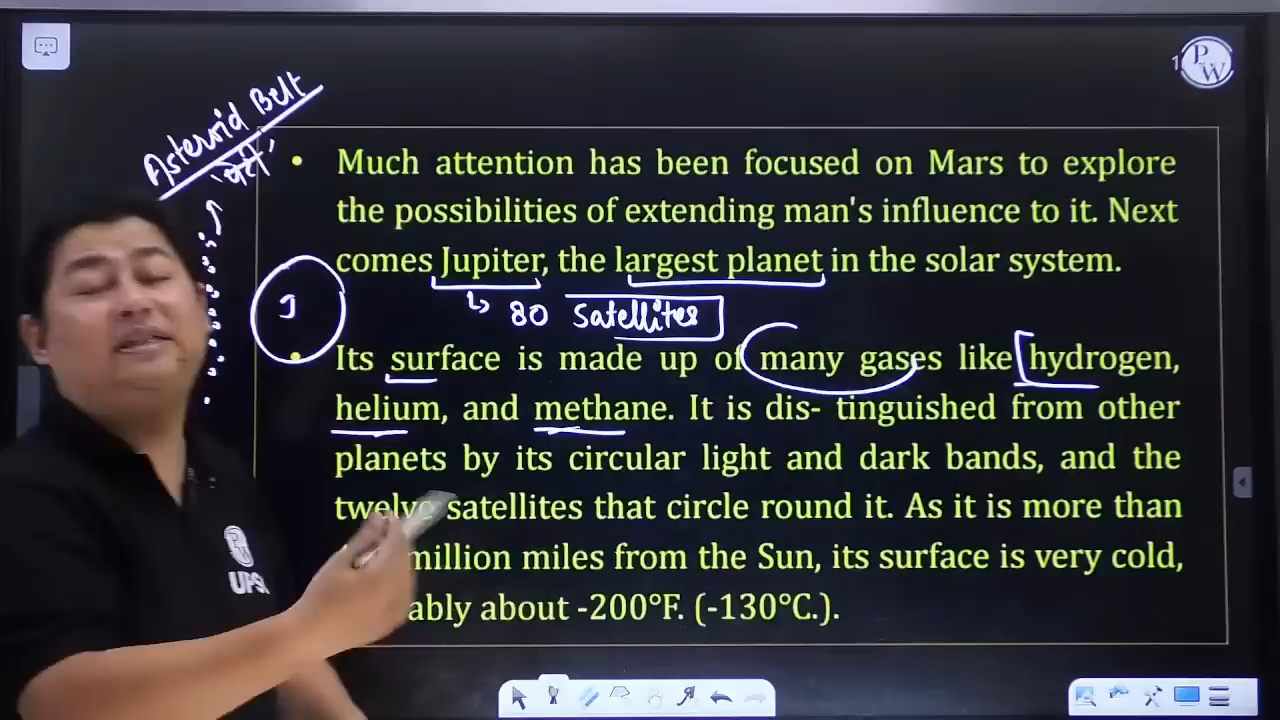 PW
Asteroid Belt
• Much attention has been focused on Mars to explore
the possibilities of extending man's influence to it. Next
comes Jupiter, the largest planet in the solar system.
80 Satellites
J
• Its surface is made up of many gases like hydrogen,
helium, and methane. It is dis- tinguished from other
planets by its circular light and dark bands, and the
twelve satellites that circle round it. As it is more than
million miles from the Sun, its surface is very cold,
about -200°F. (-130°C.).
PW
UPSC